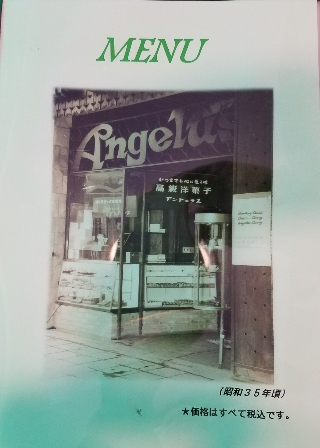 MENU
Angelus
高級洋菓子
アンヂェラス
(昭和35年頃)
★価格はすべて税込です。